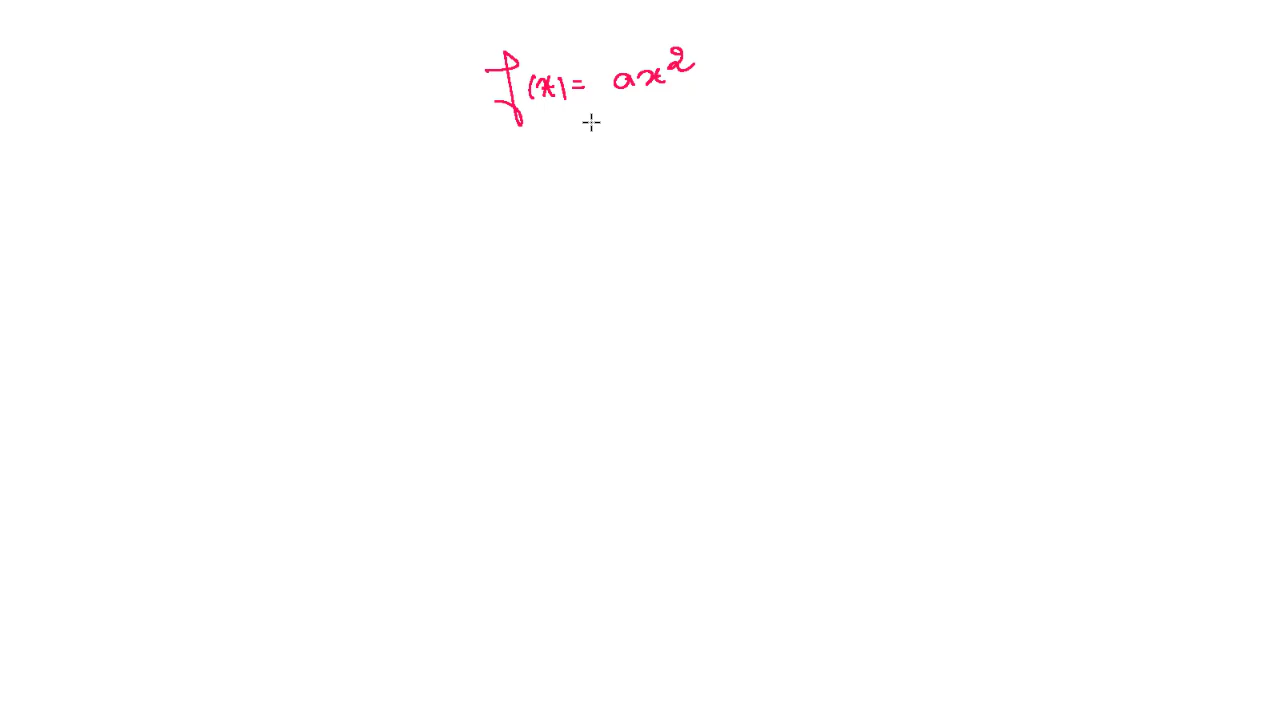 f(x) = ax²